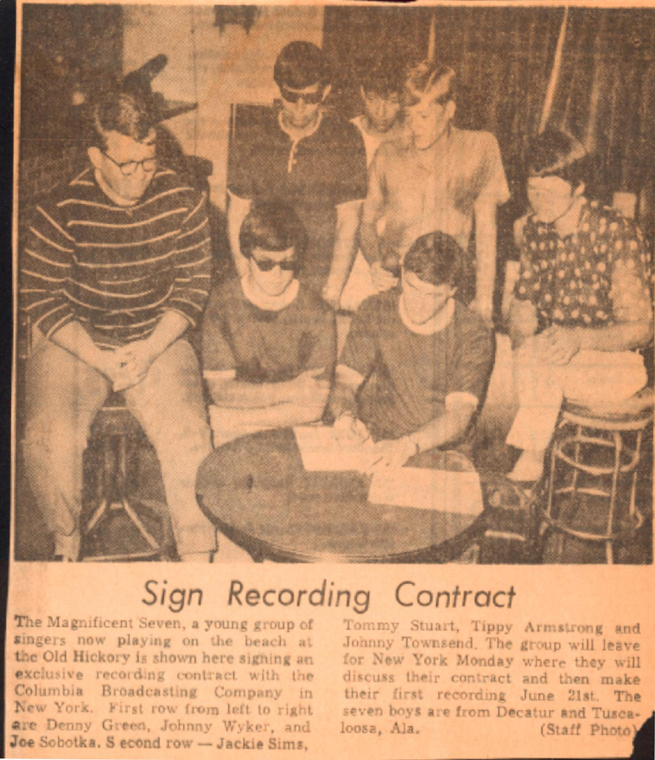 Sign Recording Contract
The Magnificent Seven, a young group of
singers now playing on the beach at
the Old Hickory is shown here signing an
exclusive recording contract with the
Columbia Broadcasting Company in
New York. First row from left to right
are Denny Green, Johnny Wyker, and
Joe Sobotka. S econd row — Jackie Sims,
Tommy Stuart, Tippy Armstrong and
Johnny Townsend. The group will leave
for New York Monday where they will
discuss their contract and then make
their first recording June 21st. The
seven boys are from Decatur and Tusca-
loosa, Ala. (Staff Photo)